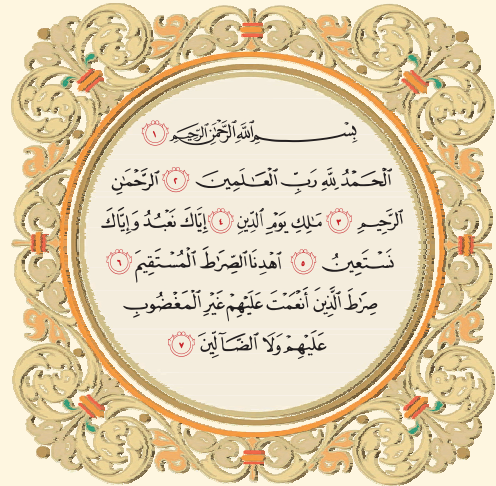 بِسْمِ ٱللَّهِ ٱلرَّحْمَٰنِ ٱلرَّحِيمِ ١
ٱلْحَمْدُ لِلَّهِ رَبِّ ٱلْعَٰلَمِينَ ٢ ٱلرَّحْمَٰنِ
ٱلرَّحِيمِ ٣ مَٰلِكِ يَوْمِ ٱلدِّينِ ٤ إِيَّاكَ نَعْبُدُ وَإِيَّاكَ
نَسْتَعِينُ ٥ ٱهْدِنَا ٱلصِّرَٰطَ ٱلْمُسْتَقِيمَ ٦
صِرَٰطَ ٱلَّذِينَ أَنْعَمْتَ عَلَيْهِمْ غَيْرِ ٱلْمَغْضُوبِ
عَلَيْهِمْ وَلَا ٱلضَّآلِّينَ ٧